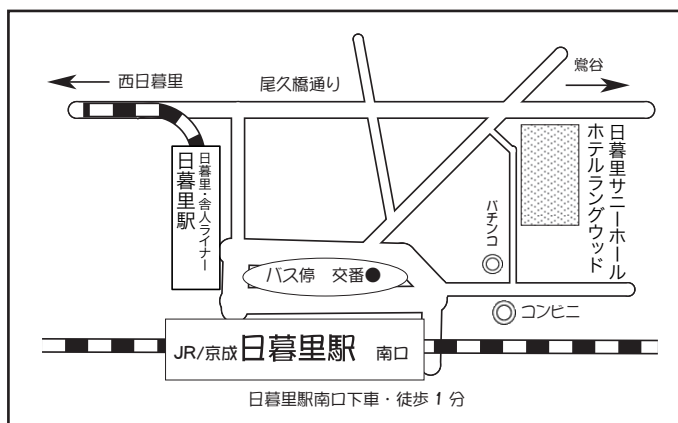 西日暮里
尾久橋通り
鶯谷
日暮里・舎人ライナー
日暮里駅
日暮里サニーホール
ホテルラングウッド
パチンコ
バス停 交番
コンビニ
JR/京成 日暮里駅 南口
日暮里駅南口下車・徒歩 1 分